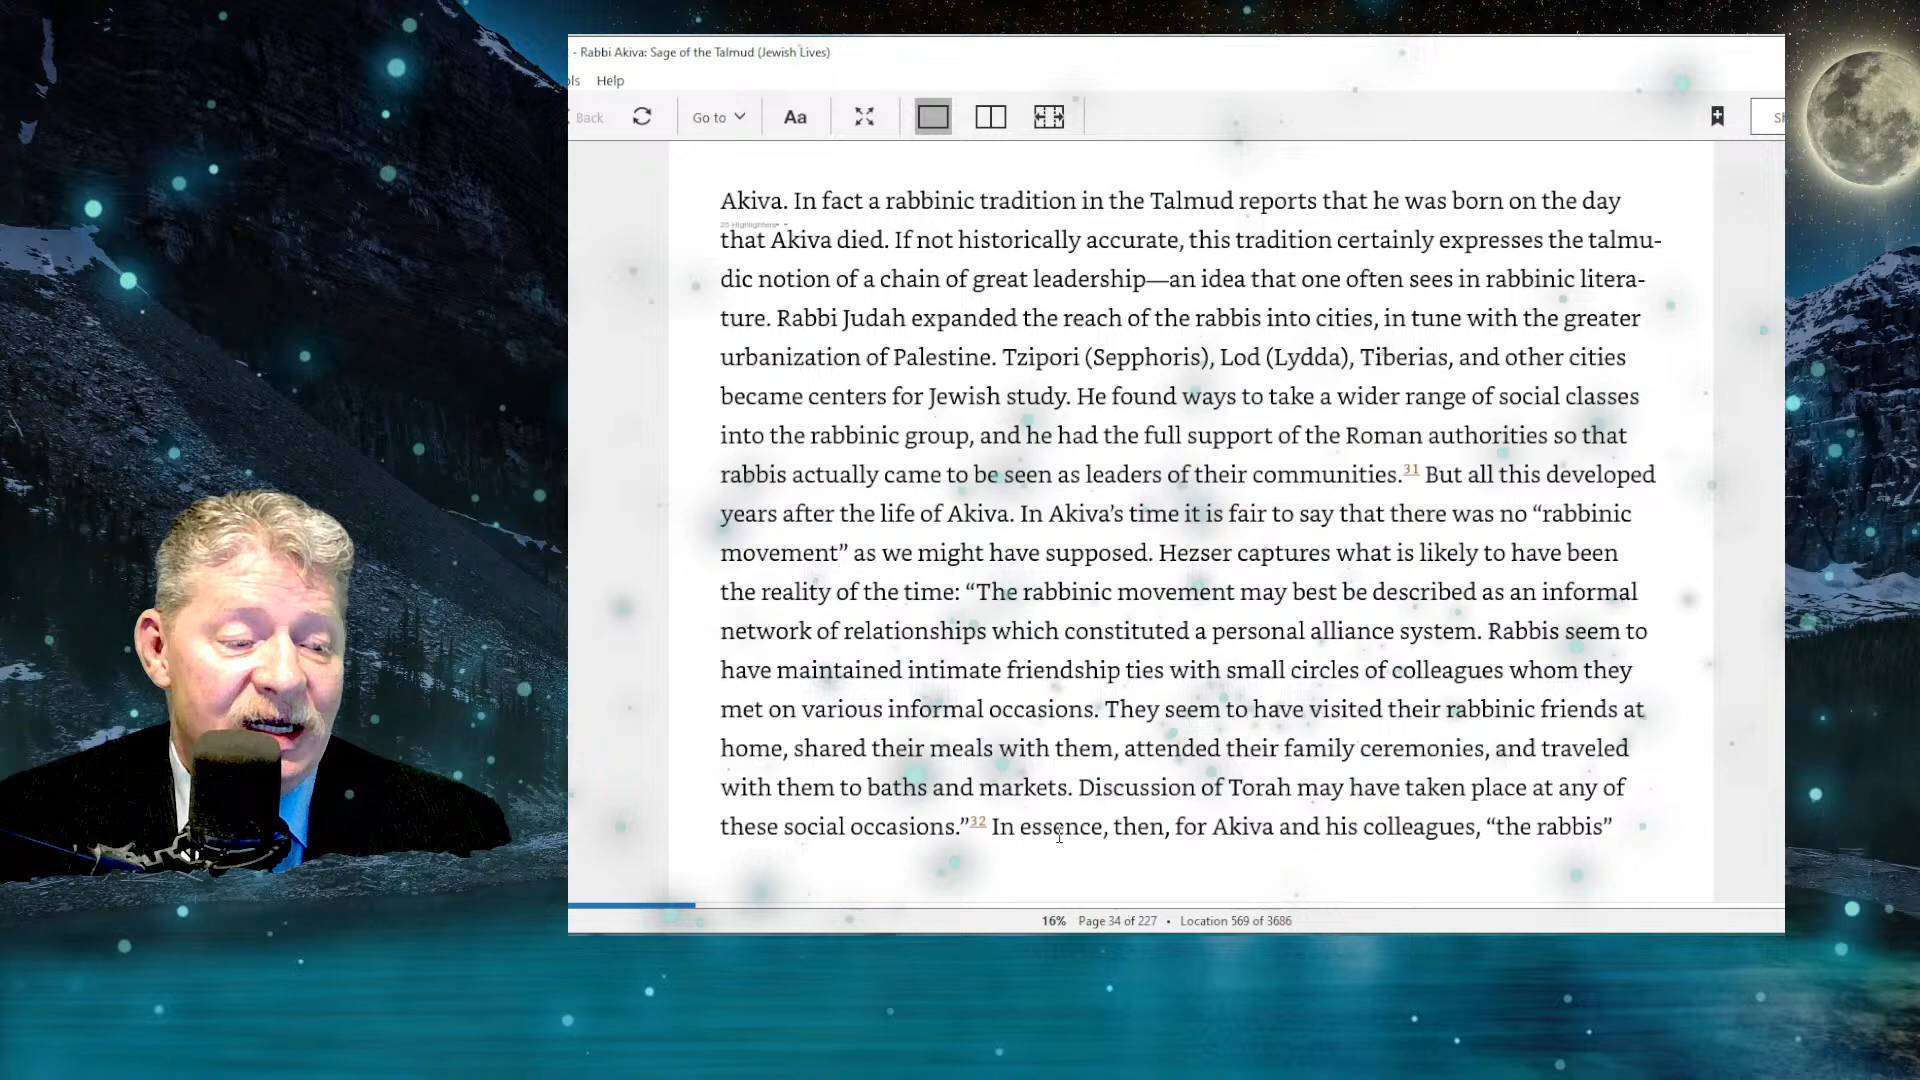 - Rabbi Akiva: Sage of the Talmud (Jewish Lives)
ols Help
Back Go to Aa
Akiva. In fact a rabbinic tradition in the Talmud reports that he was born on the day
25 Highlighters
that Akiva died. If not historically accurate, this tradition certainly expresses the talmu-
dic notion of a chain of great leadership—an idea that one often sees in rabbinic litera-
ture. Rabbi Judah expanded the reach of the rabbis into cities, in tune with the greater
urbanization of Palestine. Tzipori (Sepphoris), Lod (Lydda), Tiberias, and other cities
became centers for Jewish study. He found ways to take a wider range of social classes
into the rabbinic group, and he had the full support of the Roman authorities so that
rabbis actually came to be seen as leaders of their communities.31 But all this developed
years after the life of Akiva. In Akiva’s time it is fair to say that there was no “rabbinic
movement” as we might have supposed. Hezser captures what is likely to have been
the reality of the time: “The rabbinic movement may best be described as an informal
network of relationships which constituted a personal alliance system. Rabbis seem to
have maintained intimate friendship ties with small circles of colleagues whom they
met on various informal occasions. They seem to have visited their rabbinic friends at
home, shared their meals with them, attended their family ceremonies, and traveled
with them to baths and markets. Discussion of Torah may have taken place at any of
these social occasions.”32 In essence, then, for Akiva and his colleagues, “the rabbis”
16% Page 34 of 227 • Location 569 of 3686